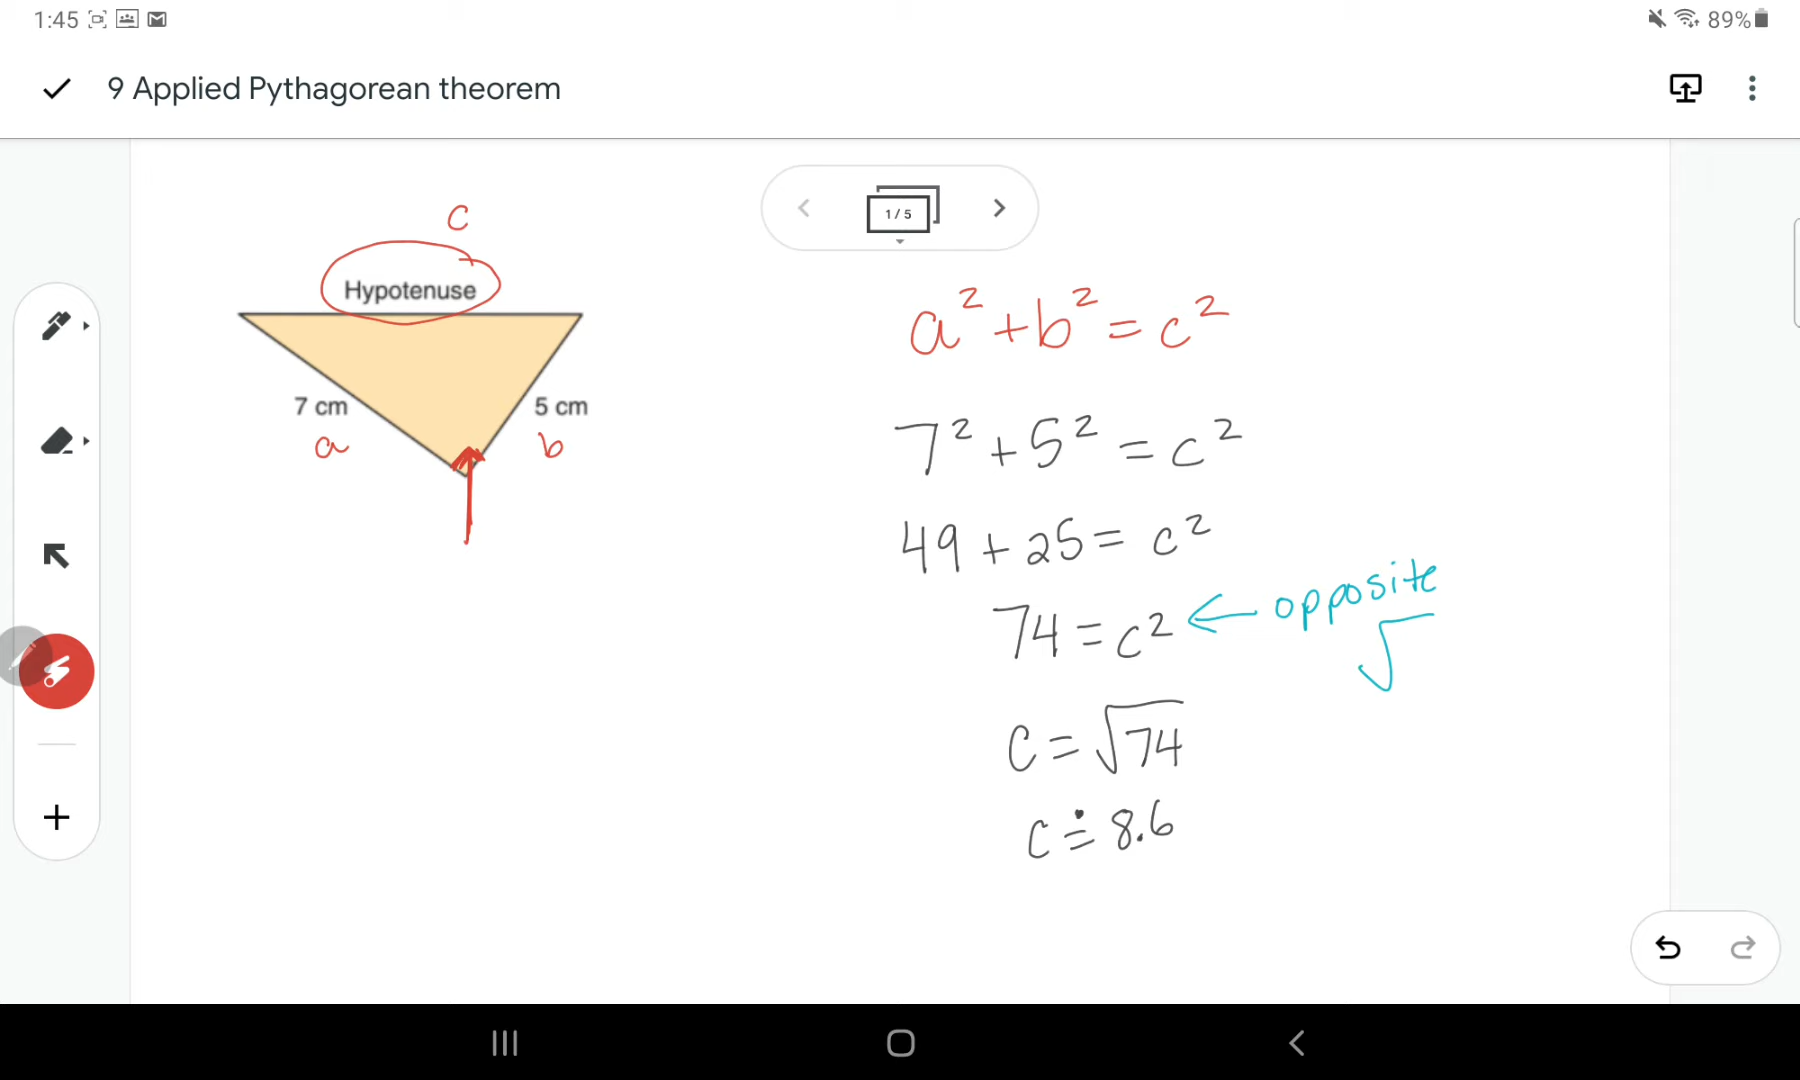 1:45
89%
9 Applied Pythagorean theorem
1 / 5
c
Hypotenuse
7 cm
5 cm
a
b
a² + b² = c²
7² + 5² = c²
49 + 25 = c²
74 = c² ← opposite
√
c = √74
c ≐ 8.6